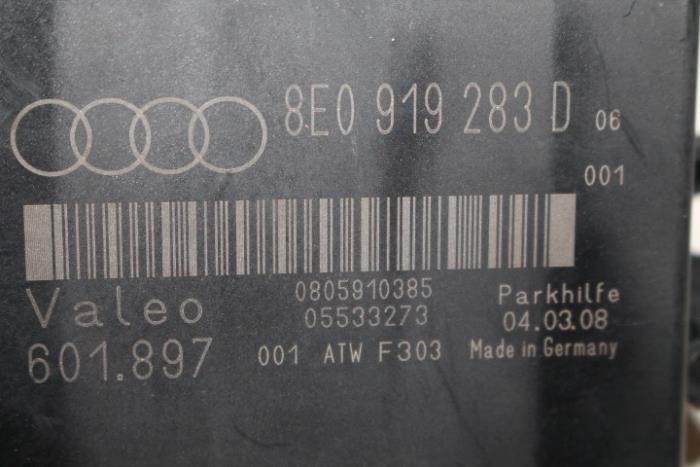 8E0 919 283 D 06
001
0805910385 Parkhilfe
Valeo 05533273 04.03.08
601.897 001 ATW F303 Made in Germany